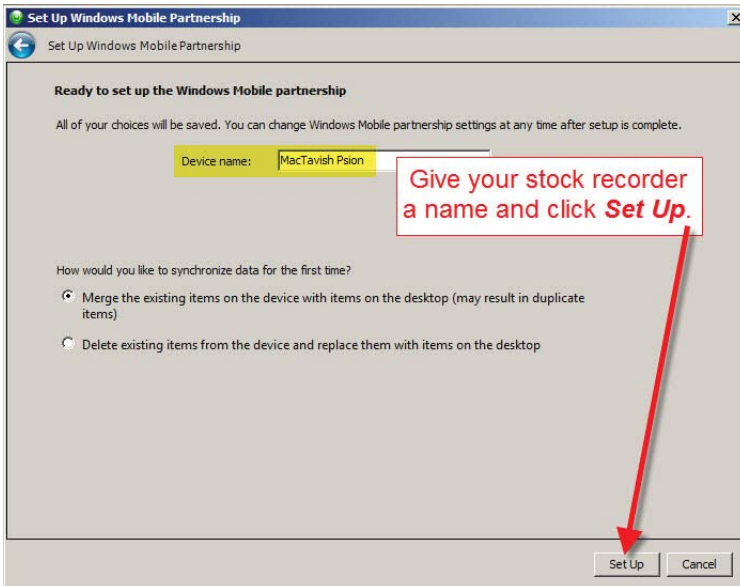 Set Up Windows Mobile Partnership
Set Up Windows Mobile Partnership
Ready to set up the Windows Mobile partnership
All of your choices will be saved. You can change Windows Mobile partnership settings at any time after setup is complete.
Device name: MacTavish Psion
Give your stock recorder
a name and click Set Up.
How would you like to synchronize data for the first time?
Merge the existing items on the device with items on the desktop (may result in duplicate
items)
Delete existing items from the device and replace them with items on the desktop
Set Up Cancel